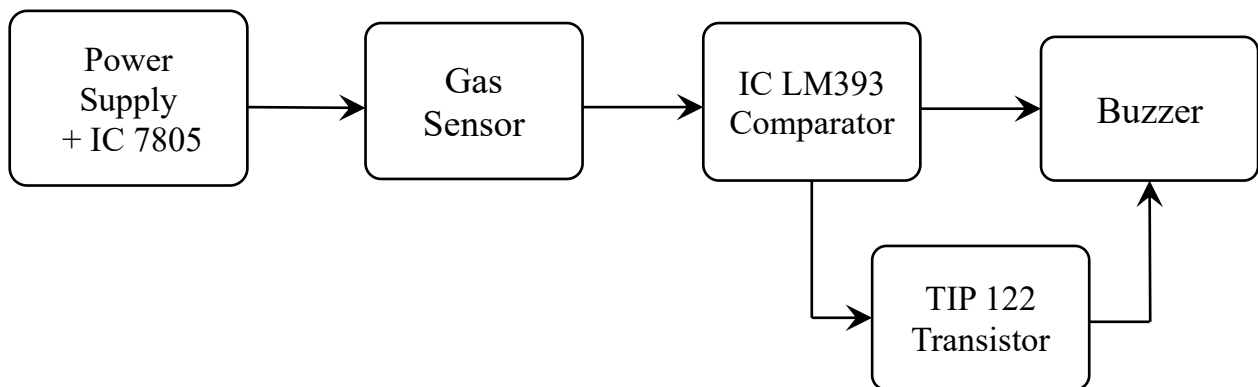 Power
Supply
+ IC 7805
Gas
Sensor
IC LM393
Comparator
Buzzer
TIP 122
Transistor